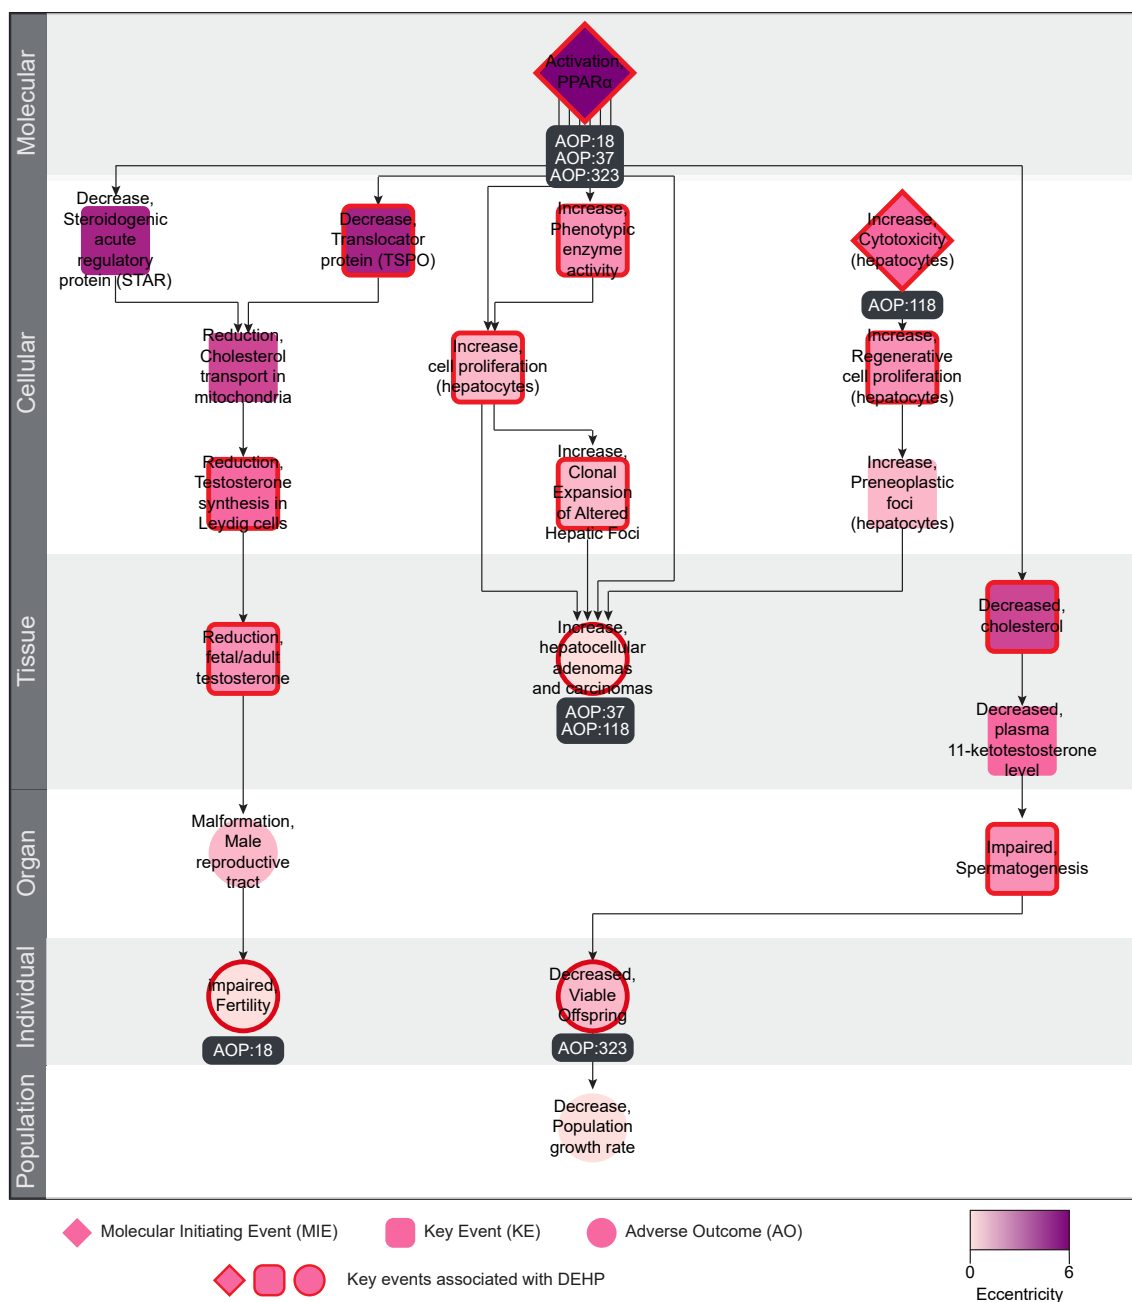 Molecular
Activation,
PPARα
AOP:18
AOP:37
AOP:323
Cellular
Decrease,
Steroidogenic
acute
regulatory
protein (STAR)
Decrease,
Translocator
protein (TSPO)
Increase,
Phenotypic
enzyme
activity
Increase,
Cytotoxicity
(hepatocytes)
AOP:118
Reduction,
Cholesterol
transport in
mitochondria
Increase,
cell proliferation
(hepatocytes)
Increase,
Regenerative
cell proliferation
(hepatocytes)
Reduction,
Testosterone
synthesis in
Leydig cells
Increase,
Clonal
Expansion
of Altered
Hepatic Foci
Increase,
Preneoplastic
foci
(hepatocytes)
Tissue
Reduction,
fetal/adult
testosterone
Increase,
hepatocellular
adenomas
and carcinomas
AOP:37
AOP:118
Decreased,
cholesterol
Decreased,
plasma
11-ketotestosterone
level
Organ
Malformation,
Male
reproductive
tract
Impaired,
Spermatogenesis
Individual
impaired,
Fertility
AOP:18
Decreased,
Viable
Offspring
AOP:323
Population
Decrease,
Population
growth rate
Molecular Initiating Event (MIE)
Key Event (KE)
Adverse Outcome (AO)
Key events associated with DEHP
0
6
Eccentricity